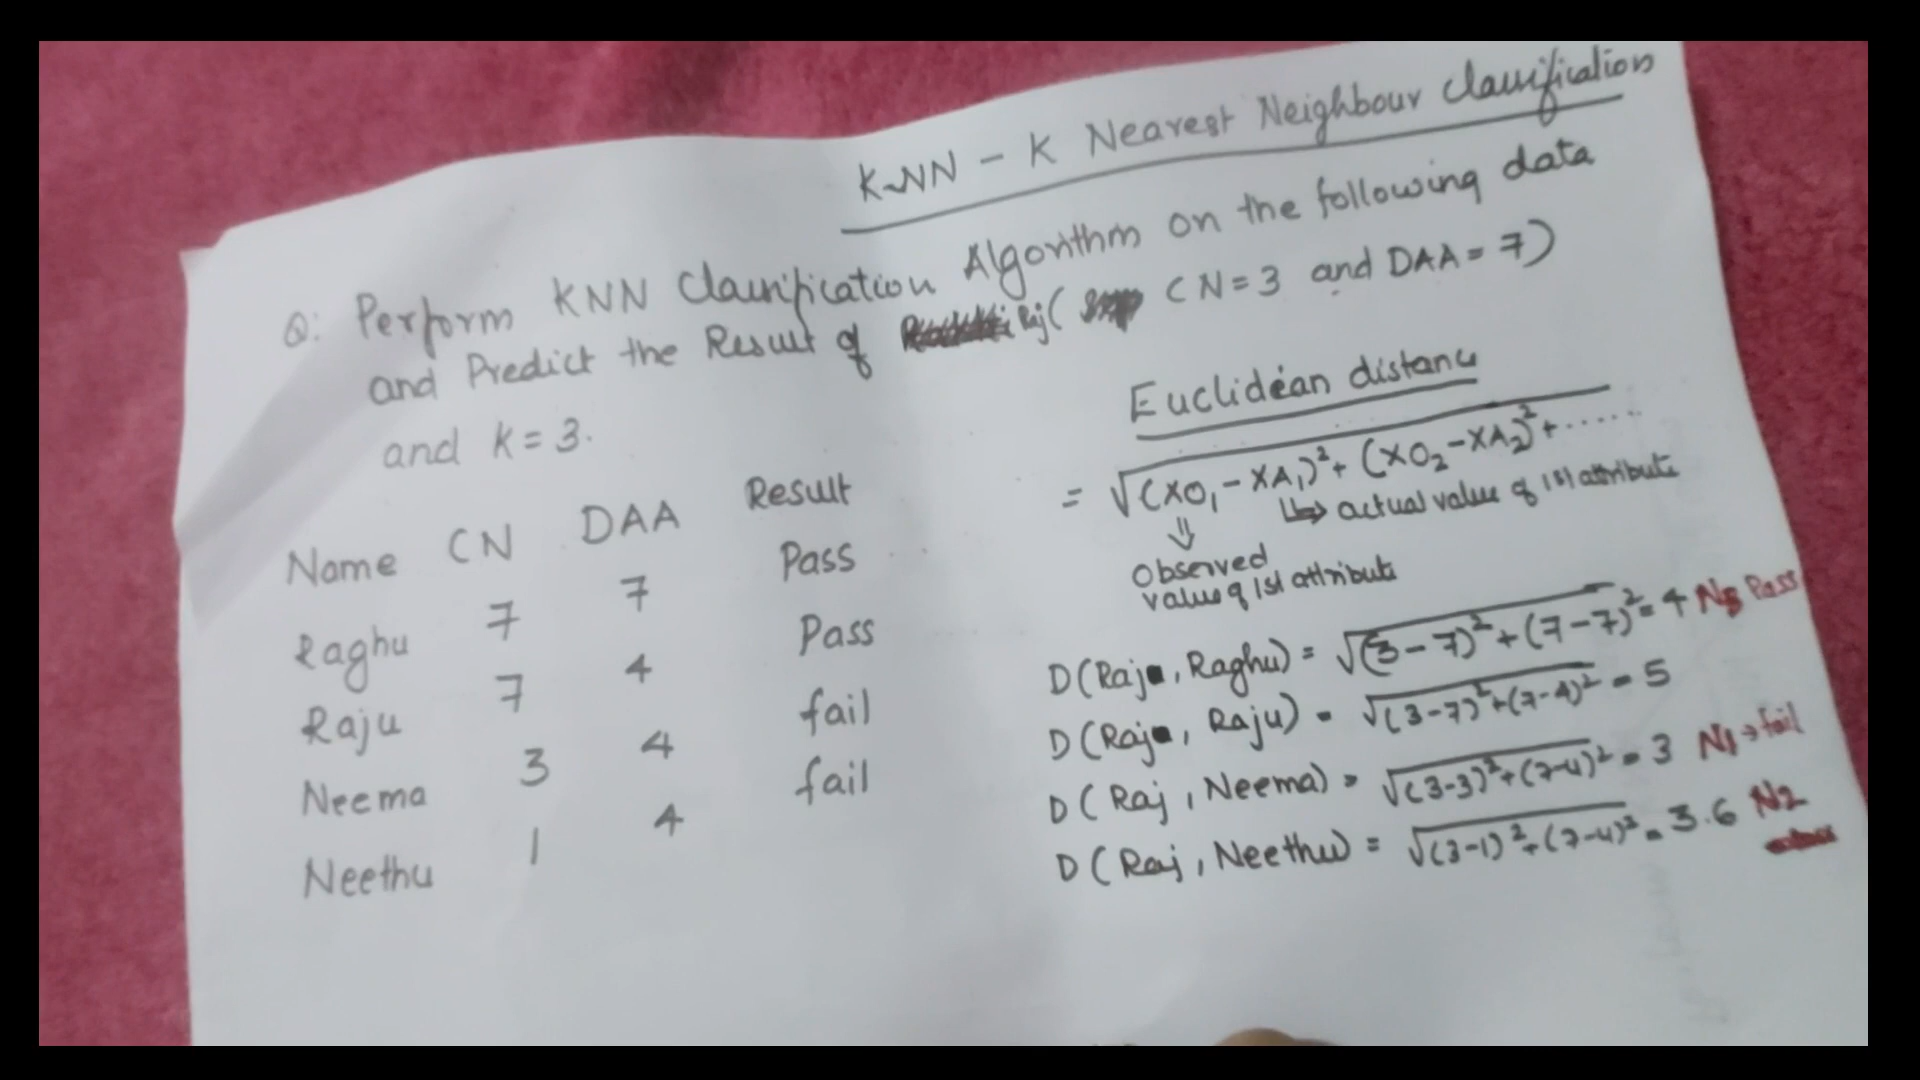 KNN - K Nearest Neighbour Classification
Q: Perform KNN Classification Algorithm on the following data
and Predict the Result of Raj ( CN=3 and DAA=7)
and k=3.
Name CN DAA Result
Raghu 7 7 Pass
Raju 7 4 Pass
Neema 3 4 fail
Neethu 1 4 fail
Euclidean distance
= √(XO₁-XA₁)²+(XO₂-XA₂)²+......
↳ actual value of 1st attribute
⇓
Observed
value of 1st attribute
D(Raj, Raghu) = √(3-7)²+(7-7)² = 4 N3 Pass
D(Raj, Raju) = √(3-7)²+(7-4)² = 5
D(Raj, Neema) = √(3-3)²+(7-4)² = 3 N1→fail
D(Raj, Neethu) = √(3-1)²+(7-4)² = 3.6 N2